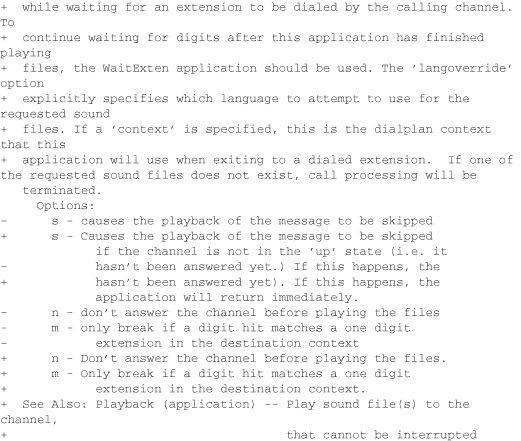 +  while waiting for an extension to be dialed by the calling channel.
To
+  continue waiting for digits after this application has finished
playing
+  files, the WaitExten application should be used. The 'langoverride'
option
+  explicitly specifies which language to attempt to use for the
requested sound
+  files. If a 'context' is specified, this is the dialplan context
that this
+  application will use when exiting to a dialed extension.  If one of
the requested sound files does not exist, call processing will be
   terminated.
     Options:
-      s - causes the playback of the message to be skipped
+      s - Causes the playback of the message to be skipped
             if the channel is not in the 'up' state (i.e. it
-            hasn't been answered yet.) If this happens, the
+            hasn't been answered yet). If this happens, the
             application will return immediately.
-      n - don't answer the channel before playing the files
-      m - only break if a digit hit matches a one digit
-            extension in the destination context
+      n - Don't answer the channel before playing the files.
+      m - Only break if a digit hit matches a one digit
+            extension in the destination context.
+  See Also: Playback (application) -- Play sound file(s) to the
channel,
+                                      that cannot be interrupted